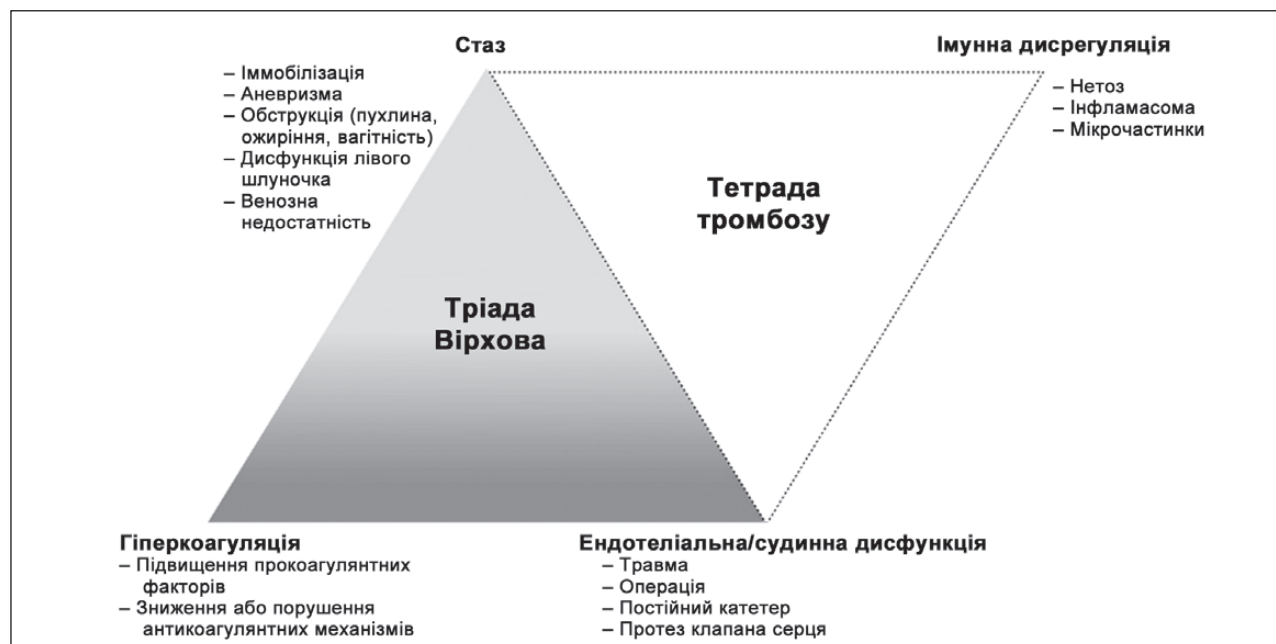 Стаз
– Іммобілізація
– Аневризма
– Обструкція (пухлина,
ожиріння, вагітність)
– Дисфункція лівого
шлуночка
– Венозна
недостатність
Імунна дисрегуляція
– Нетоз
– Інфламасома
– Мікрочастинки
Тетрада
тромбозу
Тріада
Вірхова
Гіперкоагуляція
– Підвищення прокоагулянтних
факторів
– Зниження або порушення
антикоагулянтних механізмів
Ендотеліальна/судинна дисфункція
– Травма
– Операція
– Постійний катетер
– Протез клапана серця